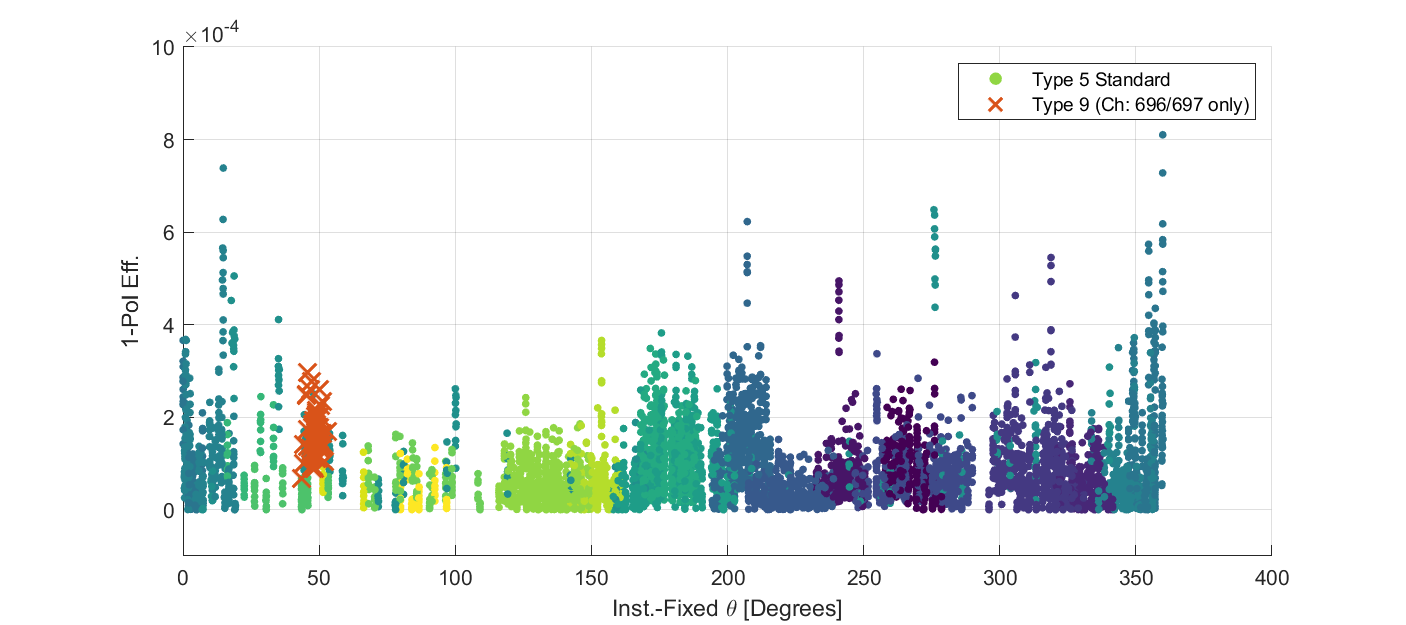 ×10⁻⁴
10
8
6
4
2
0
1-Pol Eff.
Type 5 Standard
Type 9 (Ch: 696/697 only)
0 50 100 150 200 250 300 350 400
Inst.-Fixed θ [Degrees]